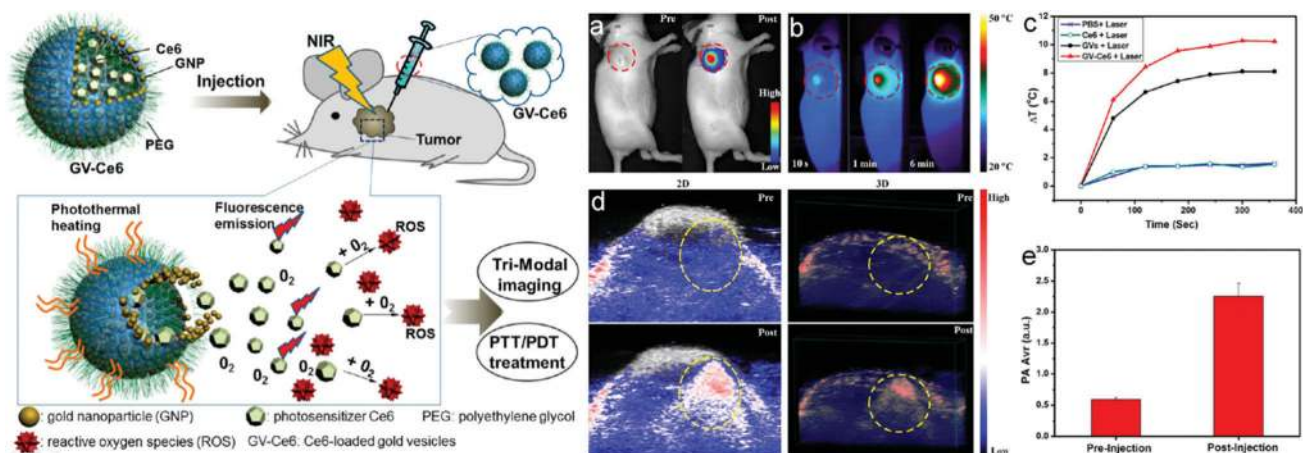 Ce6
GNP
PEG
GV-Ce6
Injection
NIR
GV-Ce6
Tumor
Photothermal
heating
Fluorescence
emission
ROS
+ O₂
O₂
O₂
+ O₂
ROS
O₂
O₂
O₂
+ O₂
ROS
Tri-Modal
imaging
PTT/PDT
treatment
: gold nanoparticle (GNP)
: photosensitizer Ce6
PEG: polyethylene glycol
: reactive oxygen species (ROS)
GV-Ce6: Ce6-loaded gold vesicles
a
Pre
Post
High
Low
b
10 s
1 min
6 min
50 °C
20 °C
c
PBS+ Laser
Ce6 + Laser
GVs + Laser
GV-Ce6 + Laser
ΔT (°C)
12
10
8
6
4
2
0
0
120
240
360
Time (Sec)
d
2D
3D
Pre
Pre
Post
Post
High
Low
e
PA Avr (a.u.)
3.0
2.5
2.0
1.5
1.0
0.5
0.0
Pre-Injection
Post-Injection